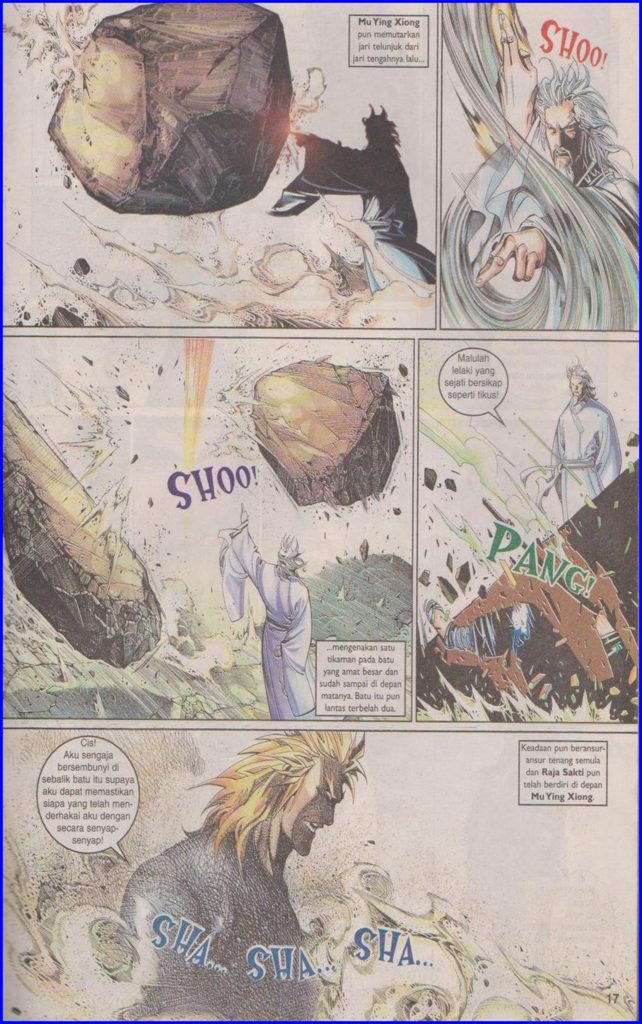 Mu Ying Xiong
pun memutarkan
jari telunjuk dari
jari tengahnya lalu...
SHOO!
SHOO!
...mengenakan satu
tikaman pada batu
yang amat besar dan
sudah sampai di depan
matanya. Batu itu pun
lantas terbelah dua.
Malulah
lelaki yang
sejati bersikap
seperti tikus!
PANG!
Cis!
Aku sengaja
bersembunyi di
sebalik batu itu supaya
aku dapat memastikan
siapa yang telah men-
derhakai aku dengan
secara senyap-
senyap!
Keadaan pun beransur-
ansur tenang semula
dan Raja Sakti pun
telah berdiri di depan
Mu Ying Xiong.
SHA... SHA... SHA...
17